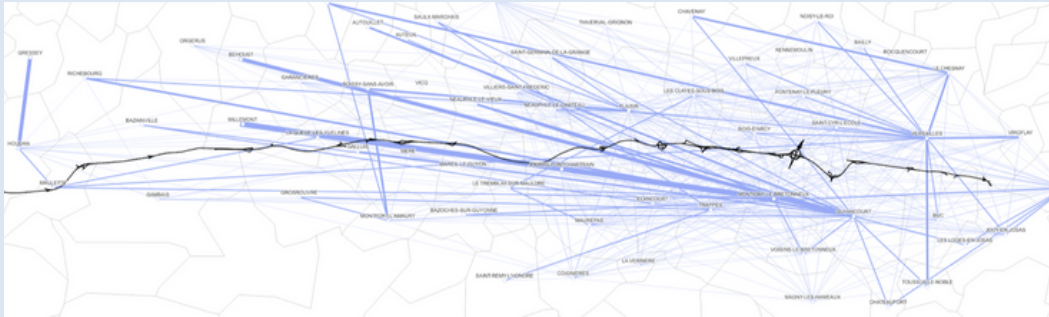 CHAVENAY
NOISY-LE-ROI
SAULX-MARCHAIS
AUTOUILLET
THIVERVAL-GRIGNON
AUTEUIL
ORGERUS
BAILLY
GRESSEY
BEHOUST
SAINT-GERMAIN-DE-LA-GRANGE
RENNEMOULIN
ROCQUENCOURT
VILLEPREUX
RICHEBOURG
LE CHESNAY
GARANCIERES
BOISSY-SANS-AVOIR
VICQ
VILLIERS-SAINT-FREDERIC
LES CLAYES-SOUS-BOIS
FONTENAY-LE-FLEURY
NEAUPHLE-LE-VIEUX
NEAUPHLE-LE-CHATEAU
PLAISIR
BAZAINVILLE
MILLEMONT
SAINT-CYR-L'ECOLE
BOIS-D'ARCY
LA QUEUE-LES-YVELINES
VERSAILLES
VIROFLAY
HOUDAN
MERE
MAREIL-LE-GUYON
MAULETTE
LE TREMBLAY-SUR-MAULDRE
GAMBAIS
GROSROUVRE
ELANCOURT
MONTIGNY-LE-BRETONNEUX
TRAPPES
BAZOCHES-SUR-GUYONNE
MONTFORT-L'AMAURY
GUYANCOURT
BUC
MAUREPAS
JOUY-EN-JOSAS
LES LOGES-EN-JOSAS
VOISINS-LE-BRETONNEUX
LA VERRIERE
SAINT-REMY-L'HONORE
COIGNIERES
TOUSSUS-LE-NOBLE
MAGNY-LES-HAMEAUX
CHATEAUFORT